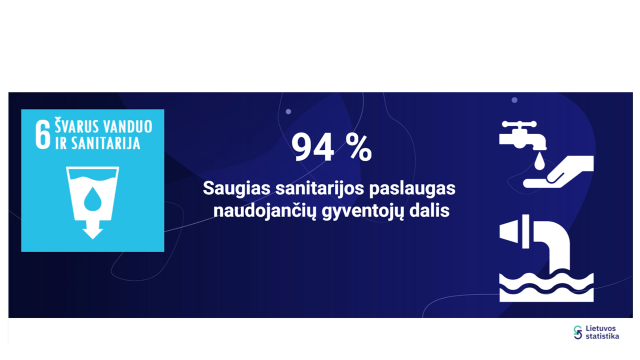 6 ŠVARUS VANDUO
IR SANITARIJA
94 %
Saugias sanitarijos paslaugas
naudojančių gyventojų dalis
Lietuvos
statistika